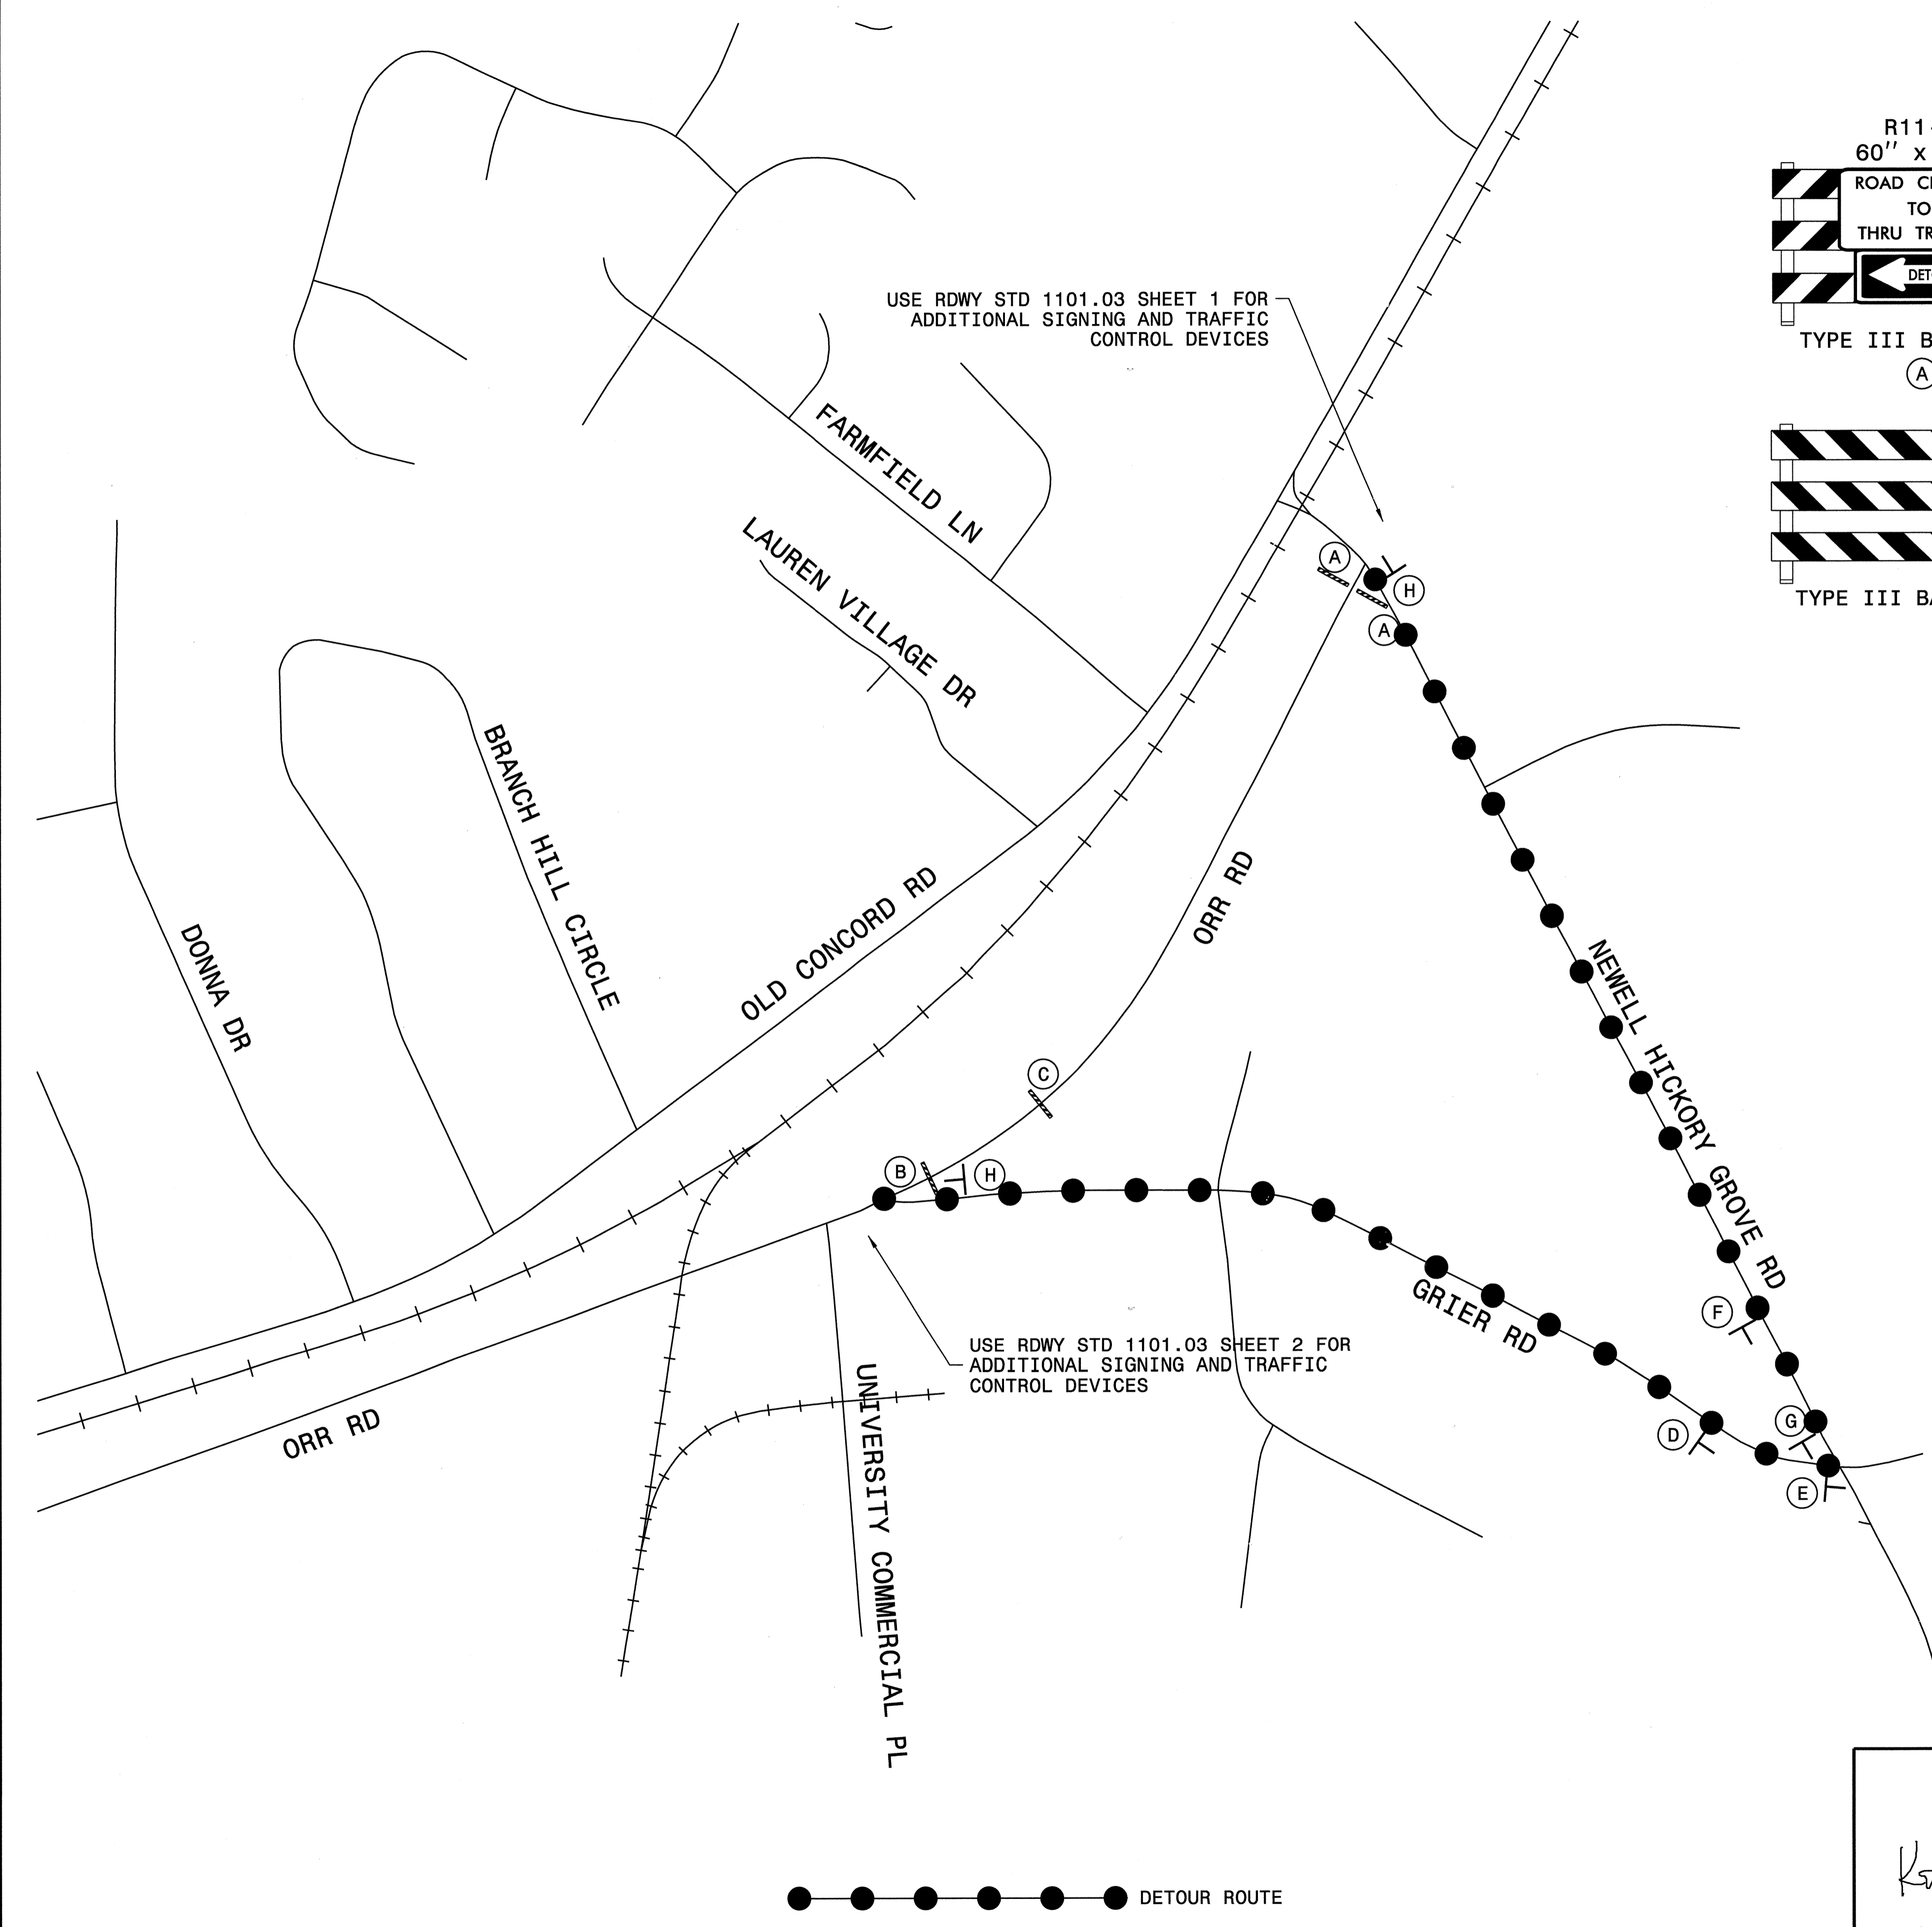 R11
60" x
ROAD
TO
THRU
TYPE III
A
USE RDWY STD 1101.03 SHEET 1 FOR
ADDITIONAL SIGNING AND TRAFFIC
CONTROL DEVICES
TYPE III
FARMFIELD LN
LAUREN VILLAGE DR
A
H
A
BRANCH HILL CIRCLE
DONNA DR
OLD CONCORD RD
ORR RD
NEWELL HICKORY GROVE RD
C
B
H
GRIER RD
F
USE RDWY STD 1101.03 SHEET 2 FOR
ADDITIONAL SIGNING AND TRAFFIC
CONTROL DEVICES
ORR RD
UNIVERSITY COMMERCIAL PL
D
G
E
DETOUR ROUTE